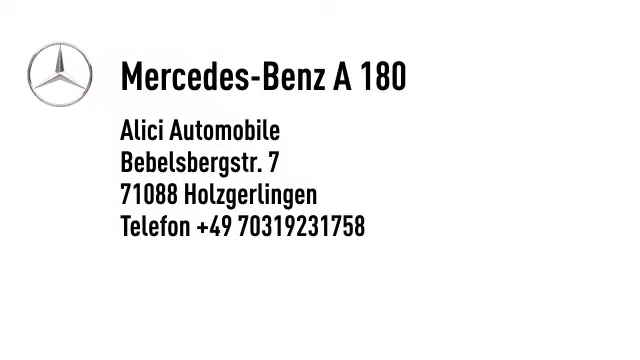 Mercedes-Benz A 180
Alici Automobile
Bebelsbergstr. 7
71088 Holzgerlingen
Telefon +49 70319231758